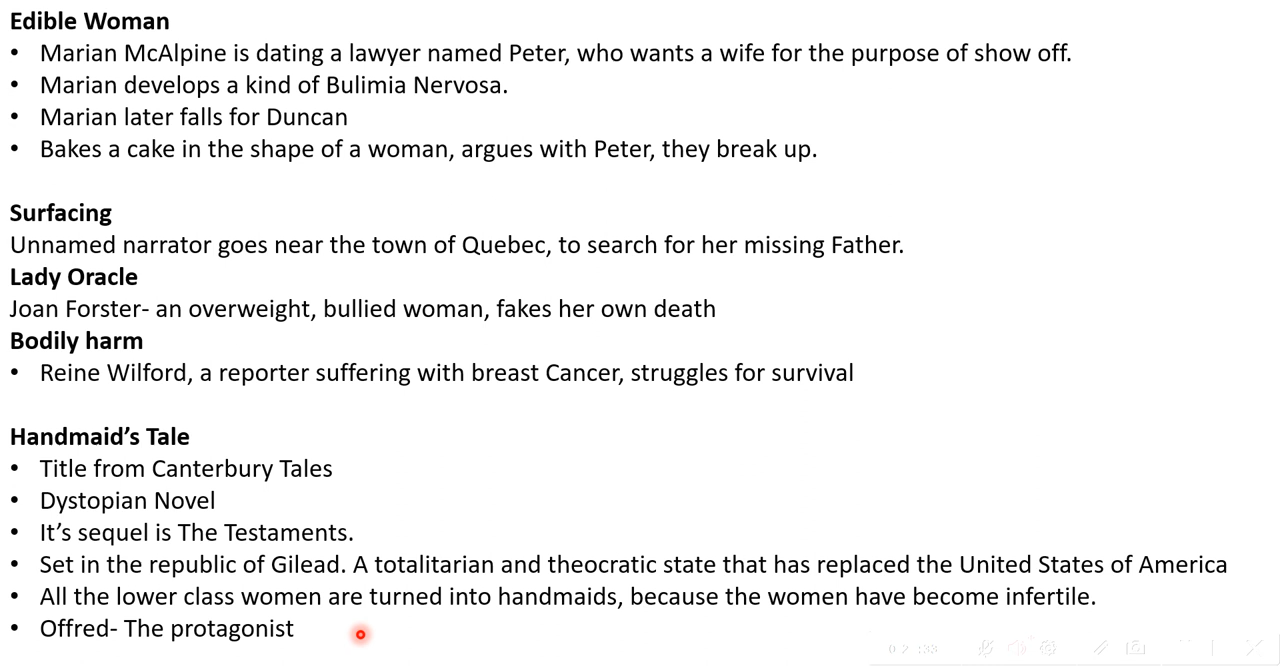 Edible Woman
• Marian McAlpine is dating a lawyer named Peter, who wants a wife for the purpose of show off.
• Marian develops a kind of Bulimia Nervosa.
• Marian later falls for Duncan
• Bakes a cake in the shape of a woman, argues with Peter, they break up.
Surfacing
Unnamed narrator goes near the town of Quebec, to search for her missing Father.
Lady Oracle
Joan Forster- an overweight, bullied woman, fakes her own death
Bodily harm
• Reine Wilford, a reporter suffering with breast Cancer, struggles for survival
Handmaid's Tale
• Title from Canterbury Tales
• Dystopian Novel
• It's sequel is The Testaments.
• Set in the republic of Gilead. A totalitarian and theocratic state that has replaced the United States of America
• All the lower class women are turned into handmaids, because the women have become infertile.
• Offred- The protagonist